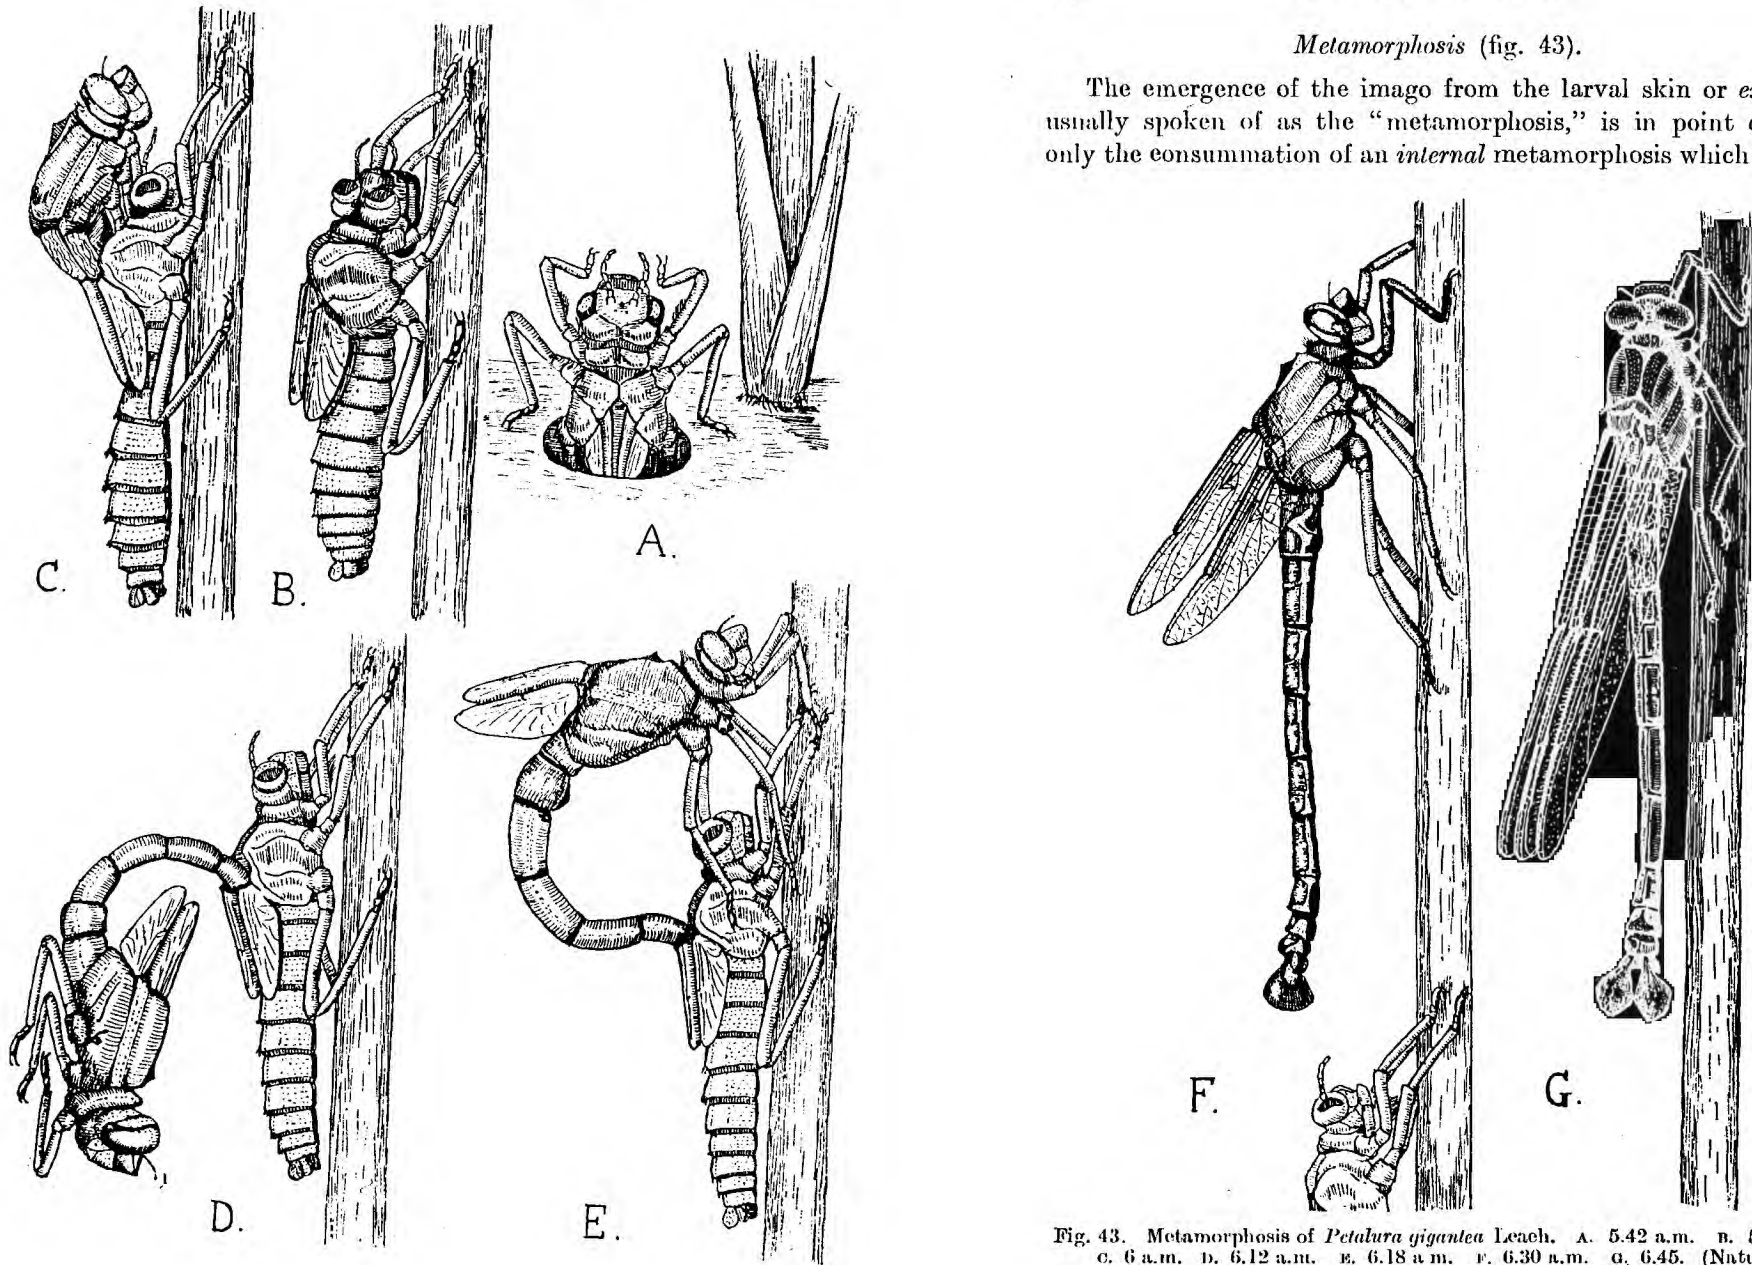 Metamorphosis (fig. 43).
The emergence of the imago from the larval skin or
usually spoken of as the “metamorphosis,” is in point
only the consummation of an internal metamorphosis which
C.
B.
A.
D.
E.
F.
G.
Fig. 43. Metamorphosis of Petalura gigantea Leach. A. 5.42 a.m. B.
C. 6 a.m. D. 6.12 a.m. E. 6.18 a m. F. 6.30 a.m. G. 6.45.